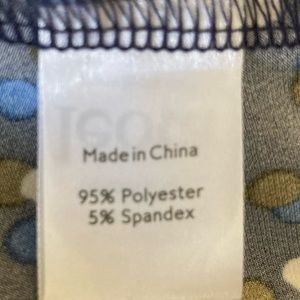 Made in China
95% Polyester
5% Spandex